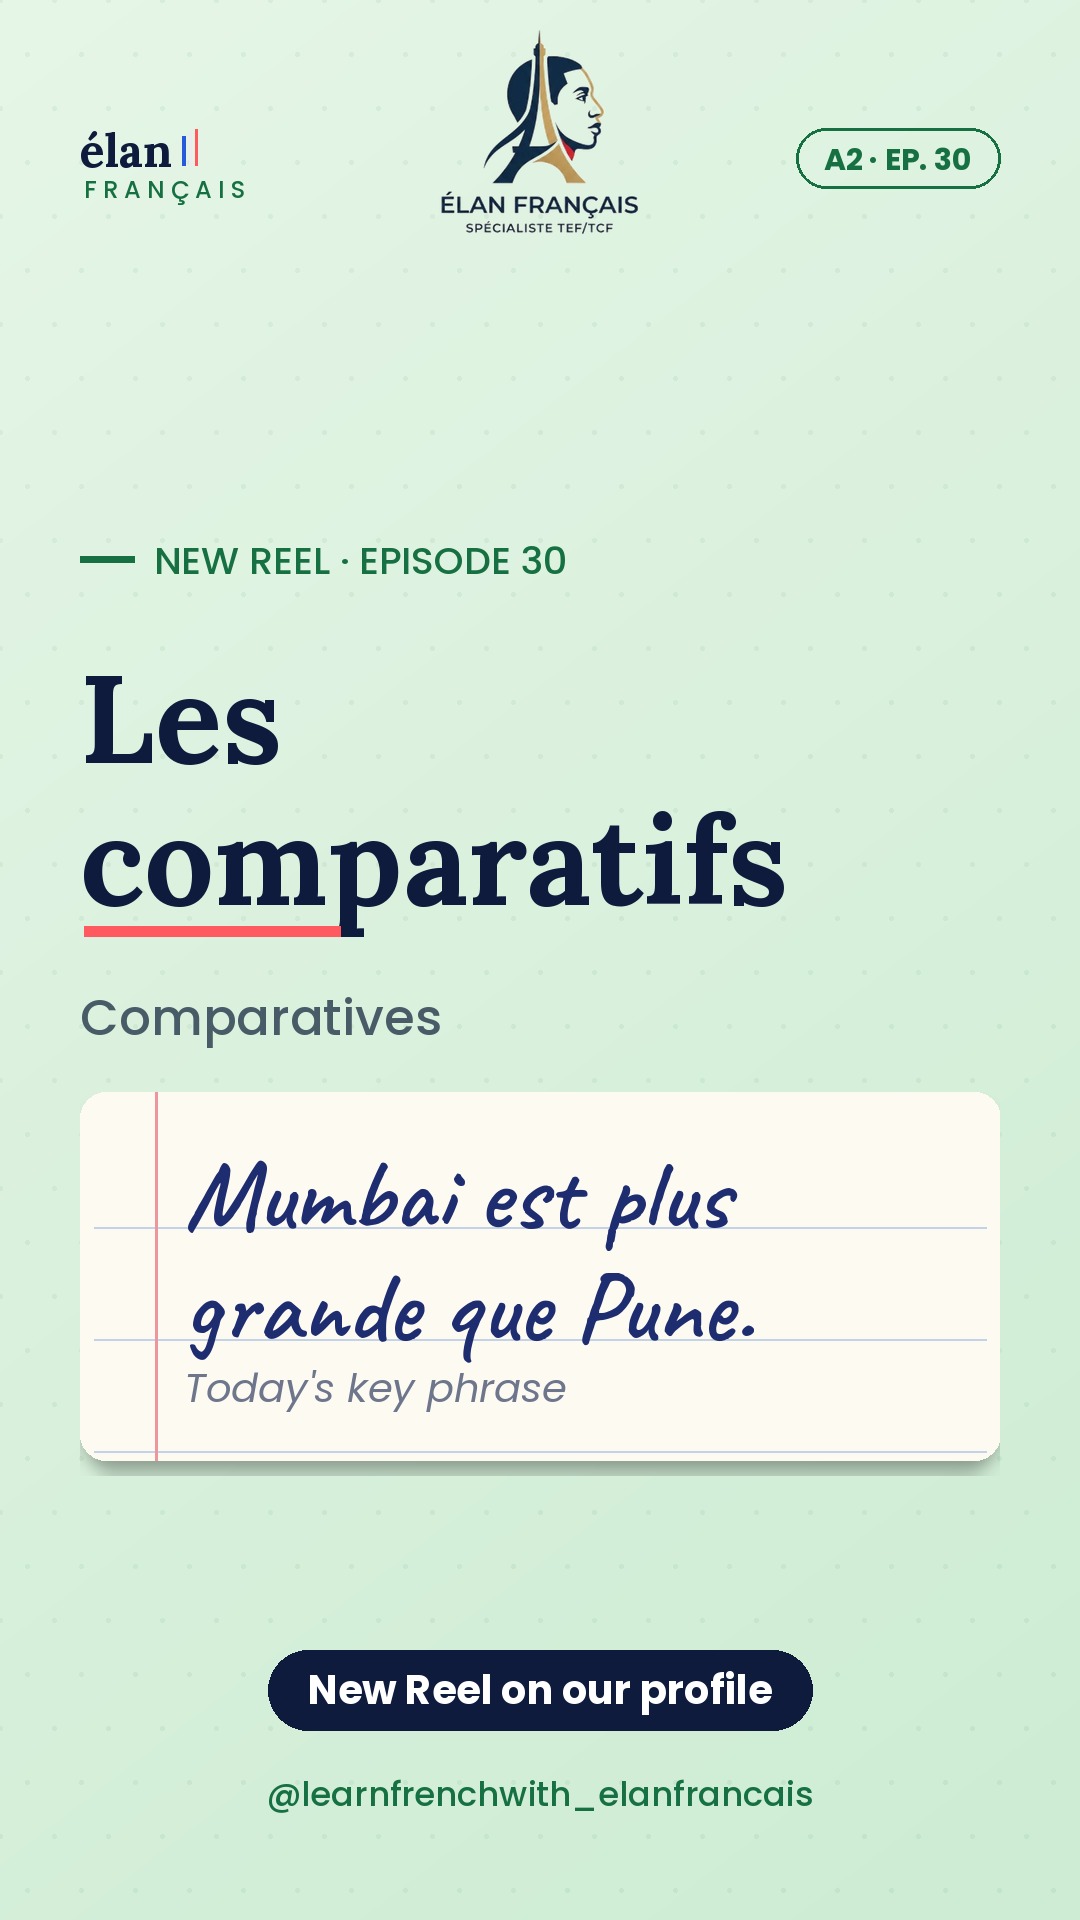 élan
FRANÇAIS
ÉLAN FRANÇAIS
SPÉCIALISTE TEF/TCF
A2 · EP. 30
NEW REEL · EPISODE 30
Les
comparatifs
Comparatives
Mumbai est plus
grande que Pune.
Today's key phrase
New Reel on our profile
@learnfrenchwith_elanfrancais